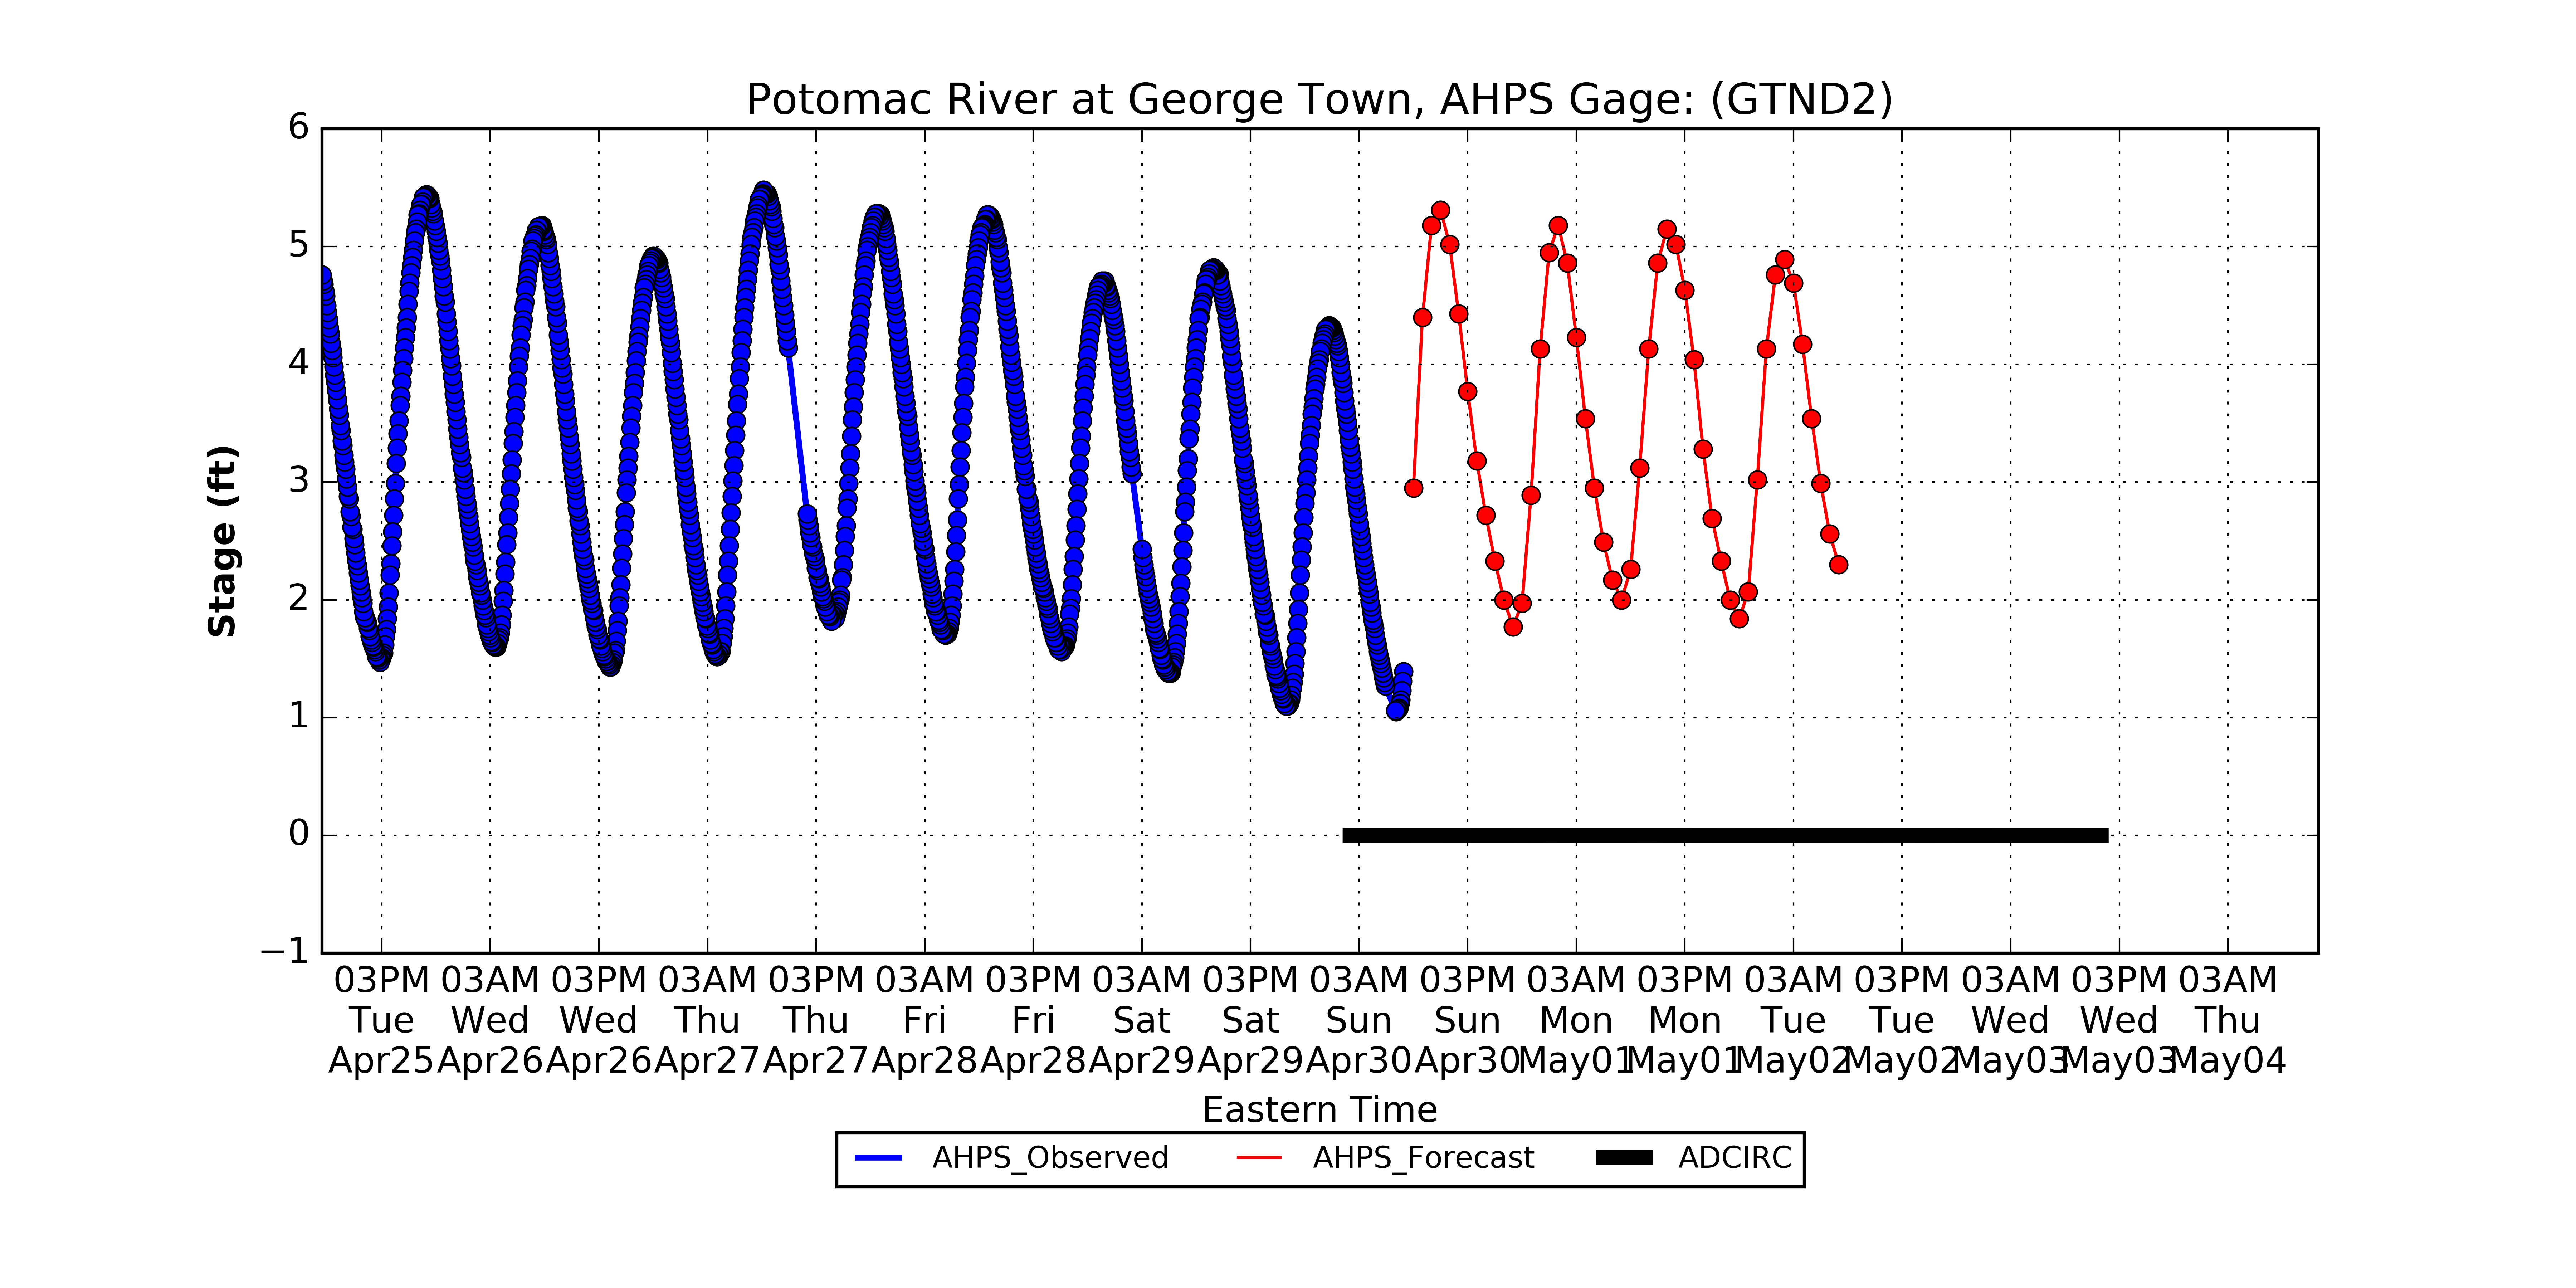 Potomac River at George Town, AHPS Gage: (GTND2)
6
5
4
3
2
1
0
−1
Stage (ft)
03PM 03AM 03PM 03AM 03PM 03AM 03PM 03AM 03PM 03AM 03PM 03AM 03PM 03AM 03PM 03AM 03PM 03AM
Tue Wed Wed Thu Thu Fri Fri Sat Sat Sun Sun Mon Mon Tue Tue Wed Wed Thu
Apr25 Apr26 Apr26 Apr27 Apr27 Apr28 Apr28 Apr29 Apr29 Apr30 Apr30 May01 May01 May02 May02 May03 May03 May04
Eastern Time
AHPS_Observed AHPS_Forecast ADCIRC